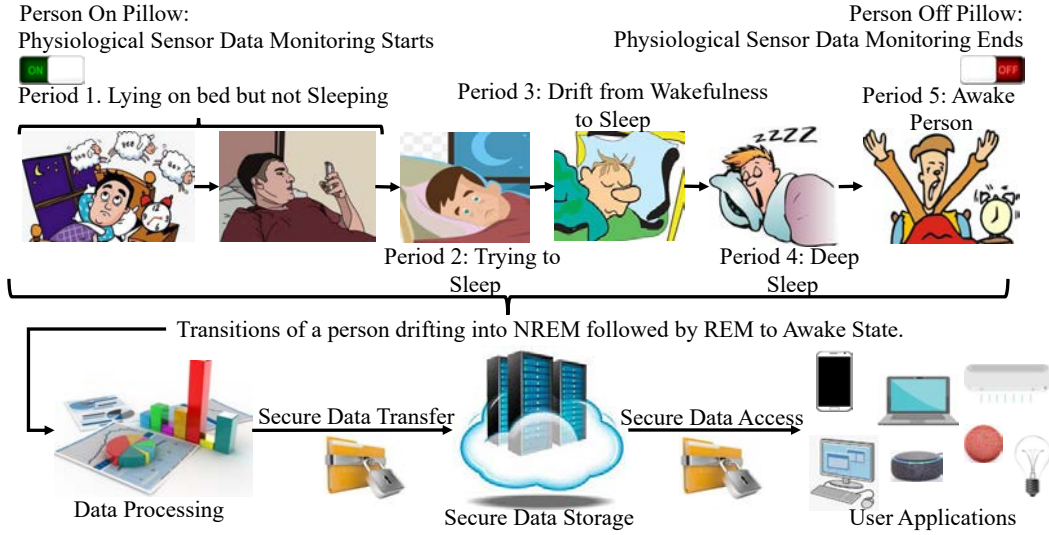 Person On Pillow:
Physiological Sensor Data Monitoring Starts
ON
Person Off Pillow:
Physiological Sensor Data Monitoring Ends
OFF
Period 1. Lying on bed but not Sleeping
Period 3: Drift from Wakefulness
to Sleep
Period 5: Awake
Person
ZZZZ
Period 2: Trying to
Sleep
Period 4: Deep
Sleep
Transitions of a person drifting into NREM followed by REM to Awake State.
Secure Data Transfer
Secure Data Access
Data Processing
Secure Data Storage
User Applications